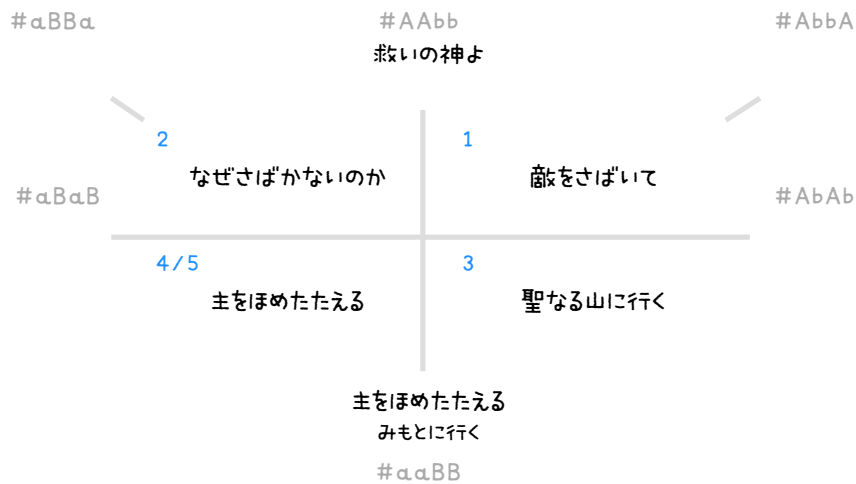 #aBBa
#AAbb
#AbbA
救いの神よ
2
1
なぜさばかないのか
敵をさばいて
#aBaB
#AbAb
4/5
3
主をほめたたえる
聖なる山に行く
主をほめたたえる
みもとに行く
#aaBB